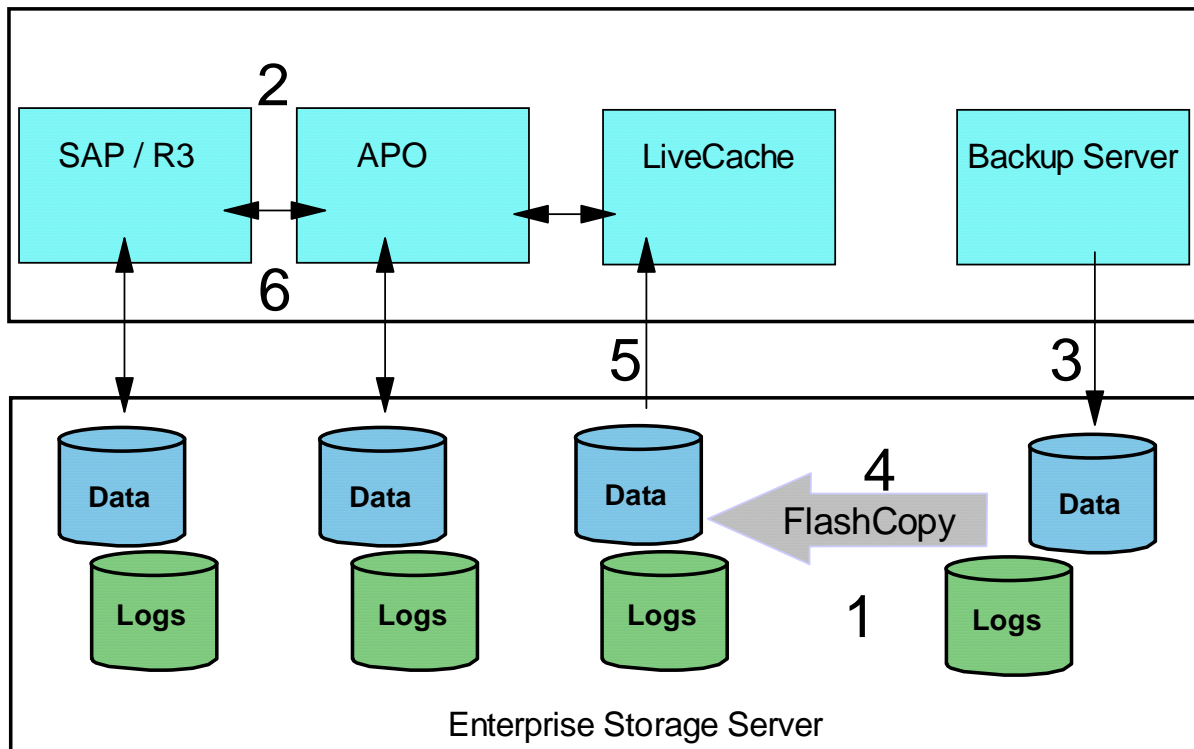 2
SAP / R3
APO
LiveCache
Backup Server
6
5
3
Data
Data
Data
4
FlashCopy
Data
Logs
Logs
Logs
1
Logs
Enterprise Storage Server